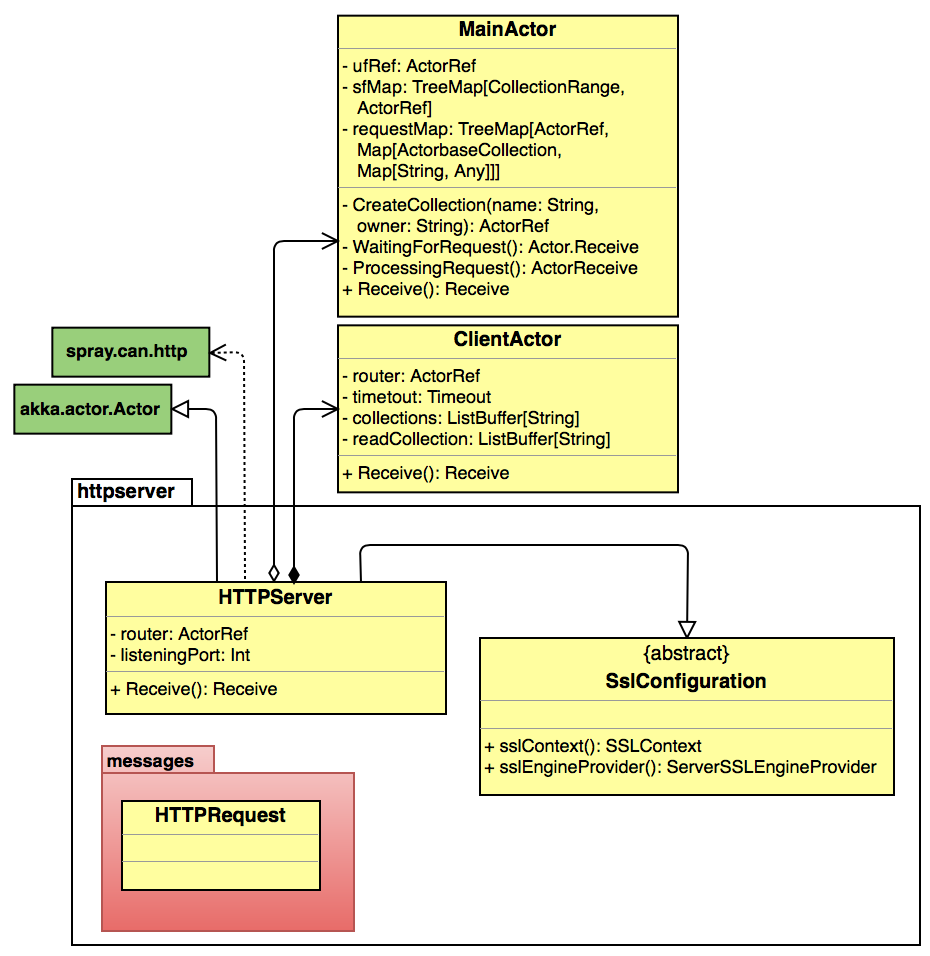 MainActor
- ufRef: ActorRef
- sfMap: TreeMap[CollectionRange,
ActorRef]
- requestMap: TreeMap[ActorRef,
Map[ActorbaseCollection,
Map[String, Any]]]
- CreateCollection(name: String,
owner: String): ActorRef
- WaitingForRequest(): Actor.Receive
- ProcessingRequest(): ActorReceive
+ Receive(): Receive
spray.can.http
akka.actor.Actor
ClientActor
- router: ActorRef
- timetout: Timeout
- collections: ListBuffer[String]
- readCollection: ListBuffer[String]
+ Receive(): Receive
httpserver
HTTPServer
- router: ActorRef
- listeningPort: Int
+ Receive(): Receive
{abstract}
SslConfiguration
+ sslContext(): SSLContext
+ sslEngineProvider(): ServerSSLEngineProvider
messages
HTTPRequest